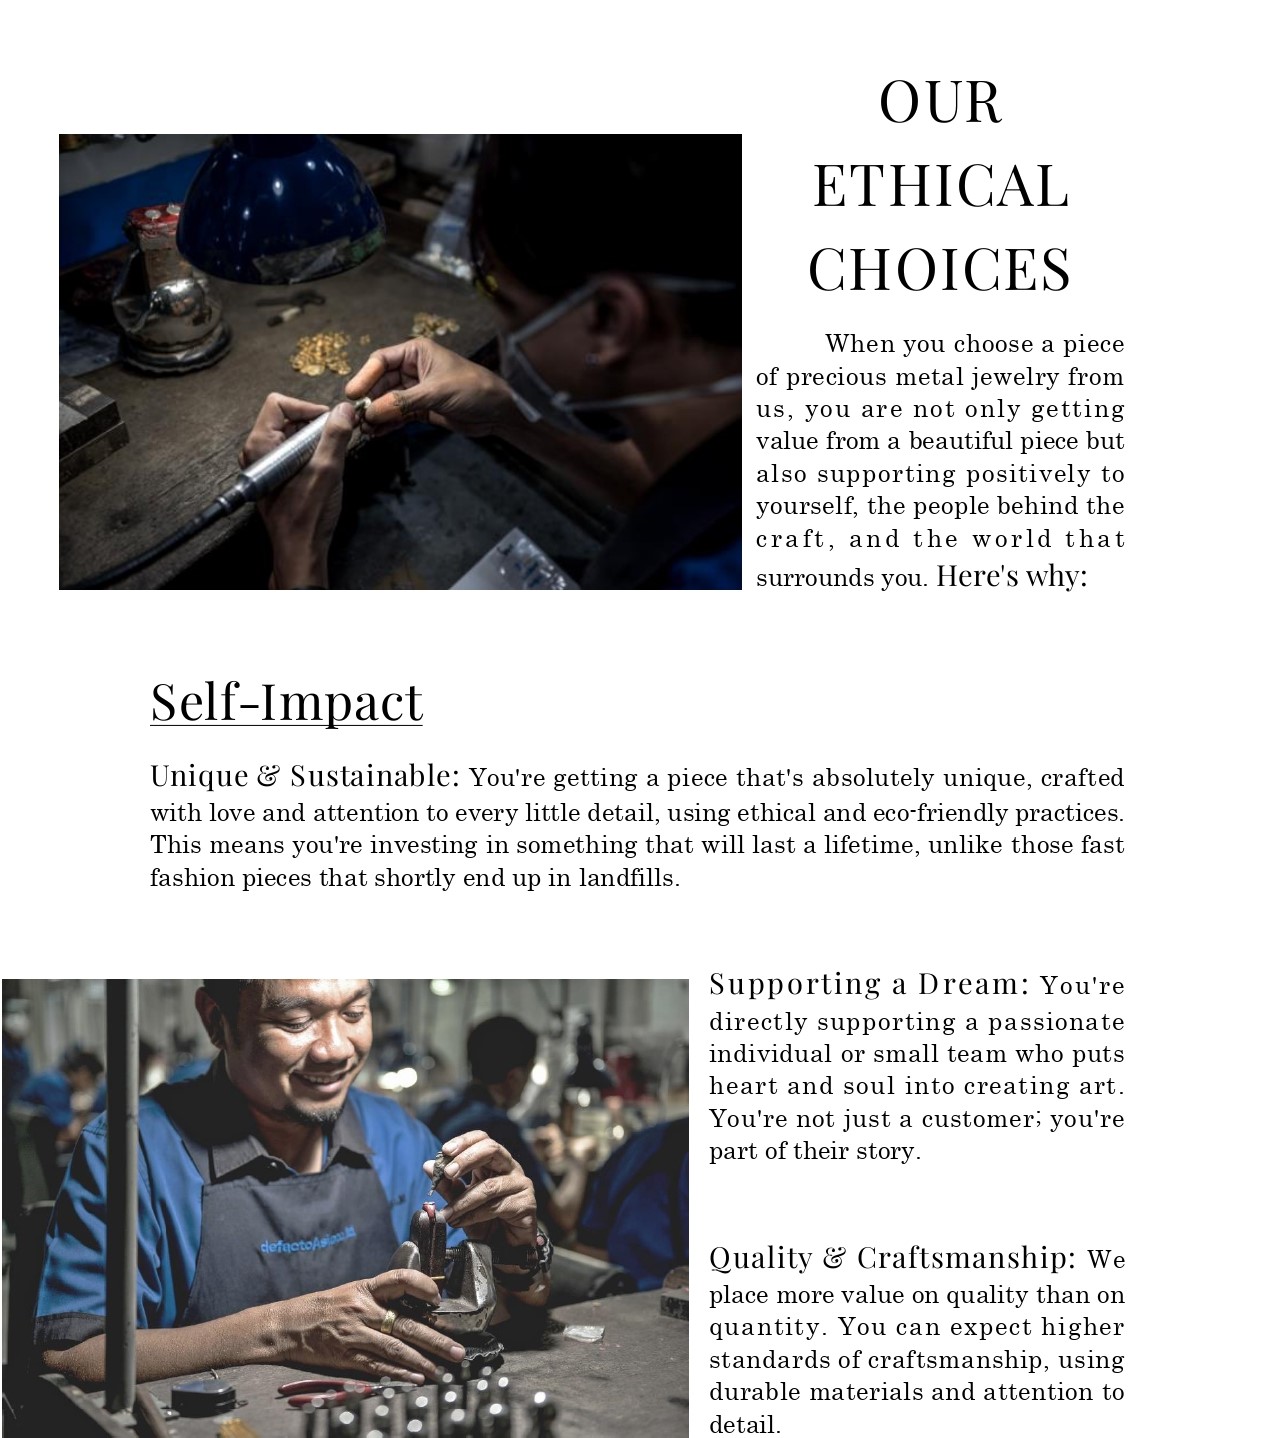 OUR
ETHICAL
CHOICES
When you choose a piece
of precious metal jewelry from
us, you are not only getting
value from a beautiful piece but
also supporting positively to
yourself, the people behind the
craft, and the world that
surrounds you. Here's why:
Self-Impact
Unique & Sustainable: You're getting a piece that's absolutely unique, crafted
with love and attention to every little detail, using ethical and eco-friendly practices.
This means you're investing in something that will last a lifetime, unlike those fast
fashion pieces that shortly end up in landfills.
Supporting a Dream: You're
directly supporting a passionate
individual or small team who puts
heart and soul into creating art.
You're not just a customer; you're
part of their story.
Quality & Craftsmanship: We
place more value on quality than on
quantity. You can expect higher
standards of craftsmanship, using
durable materials and attention to
detail.